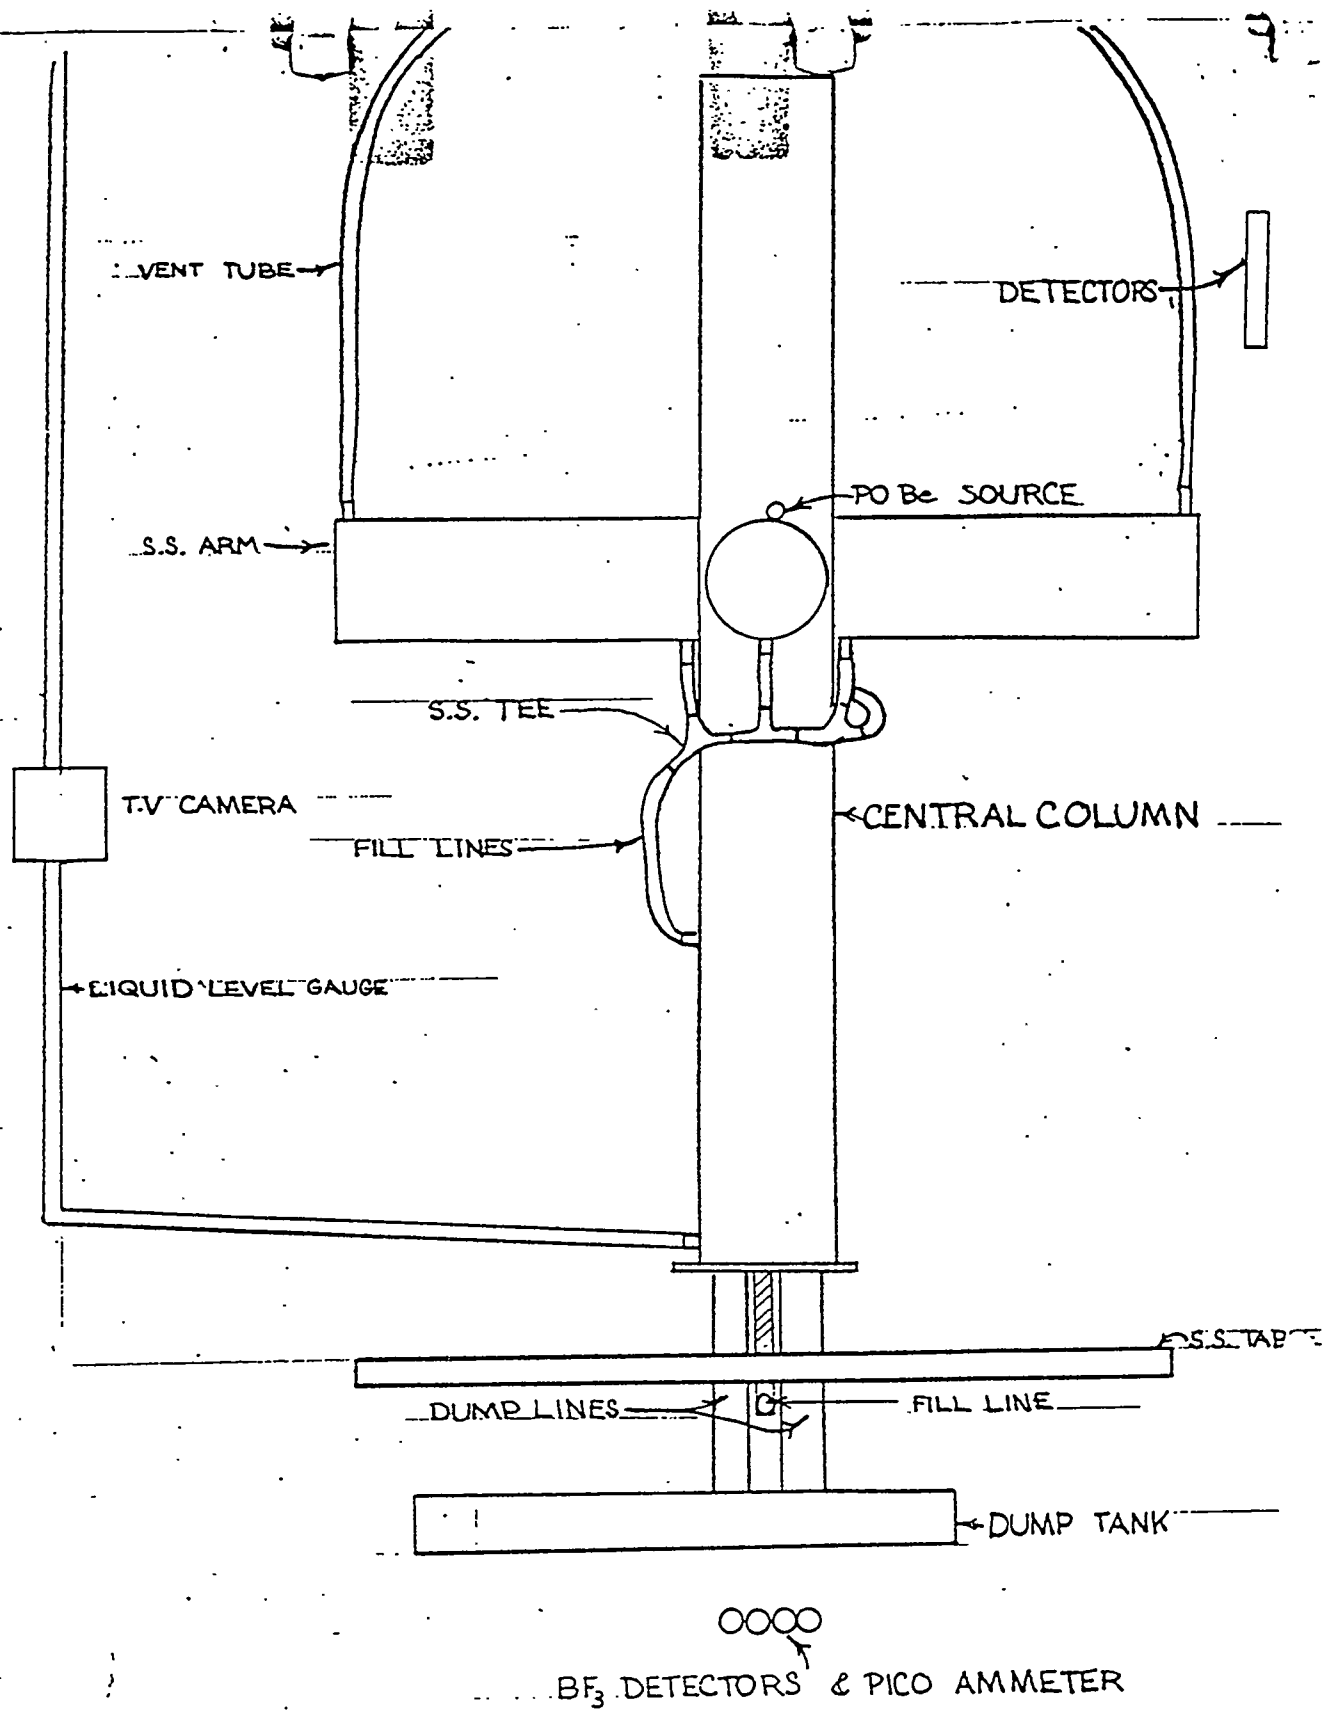 VENT TUBE
DETECTORS
PO Be SOURCE
S.S. ARM
S.S. TEE
T.V CAMERA
CENTRAL COLUMN
FILL LINES
LIQUID LEVEL GAUGE
S.S. TAB
DUMP LINES
FILL LINE
DUMP TANK
BF3 DETECTORS & PICO AMMETER